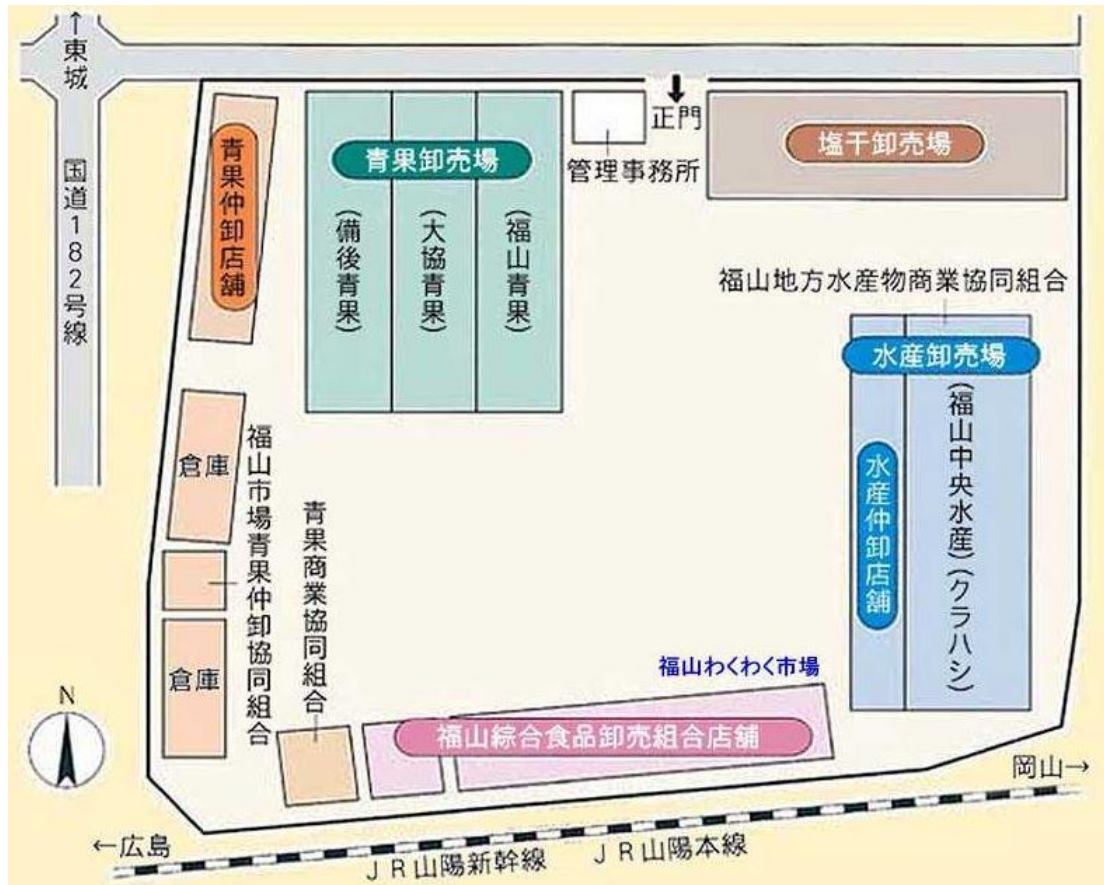 ↑東城
国道182号線
青果仲卸店舗
青果卸売場
(備後青果)
(大協青果)
(福山青果)
正門
管理事務所
塩干卸売場
福山地方水産物商業協同組合
水産卸売場
(福山中央水産)(クラハシ)
水産仲卸店舗
倉庫
福山市場青果仲卸協同組合
青果商業協同組合
倉庫
福山わくわく市場
福山綜合食品卸売組合店舗
N
岡山→
←広島
JR山陽新幹線
JR山陽本線